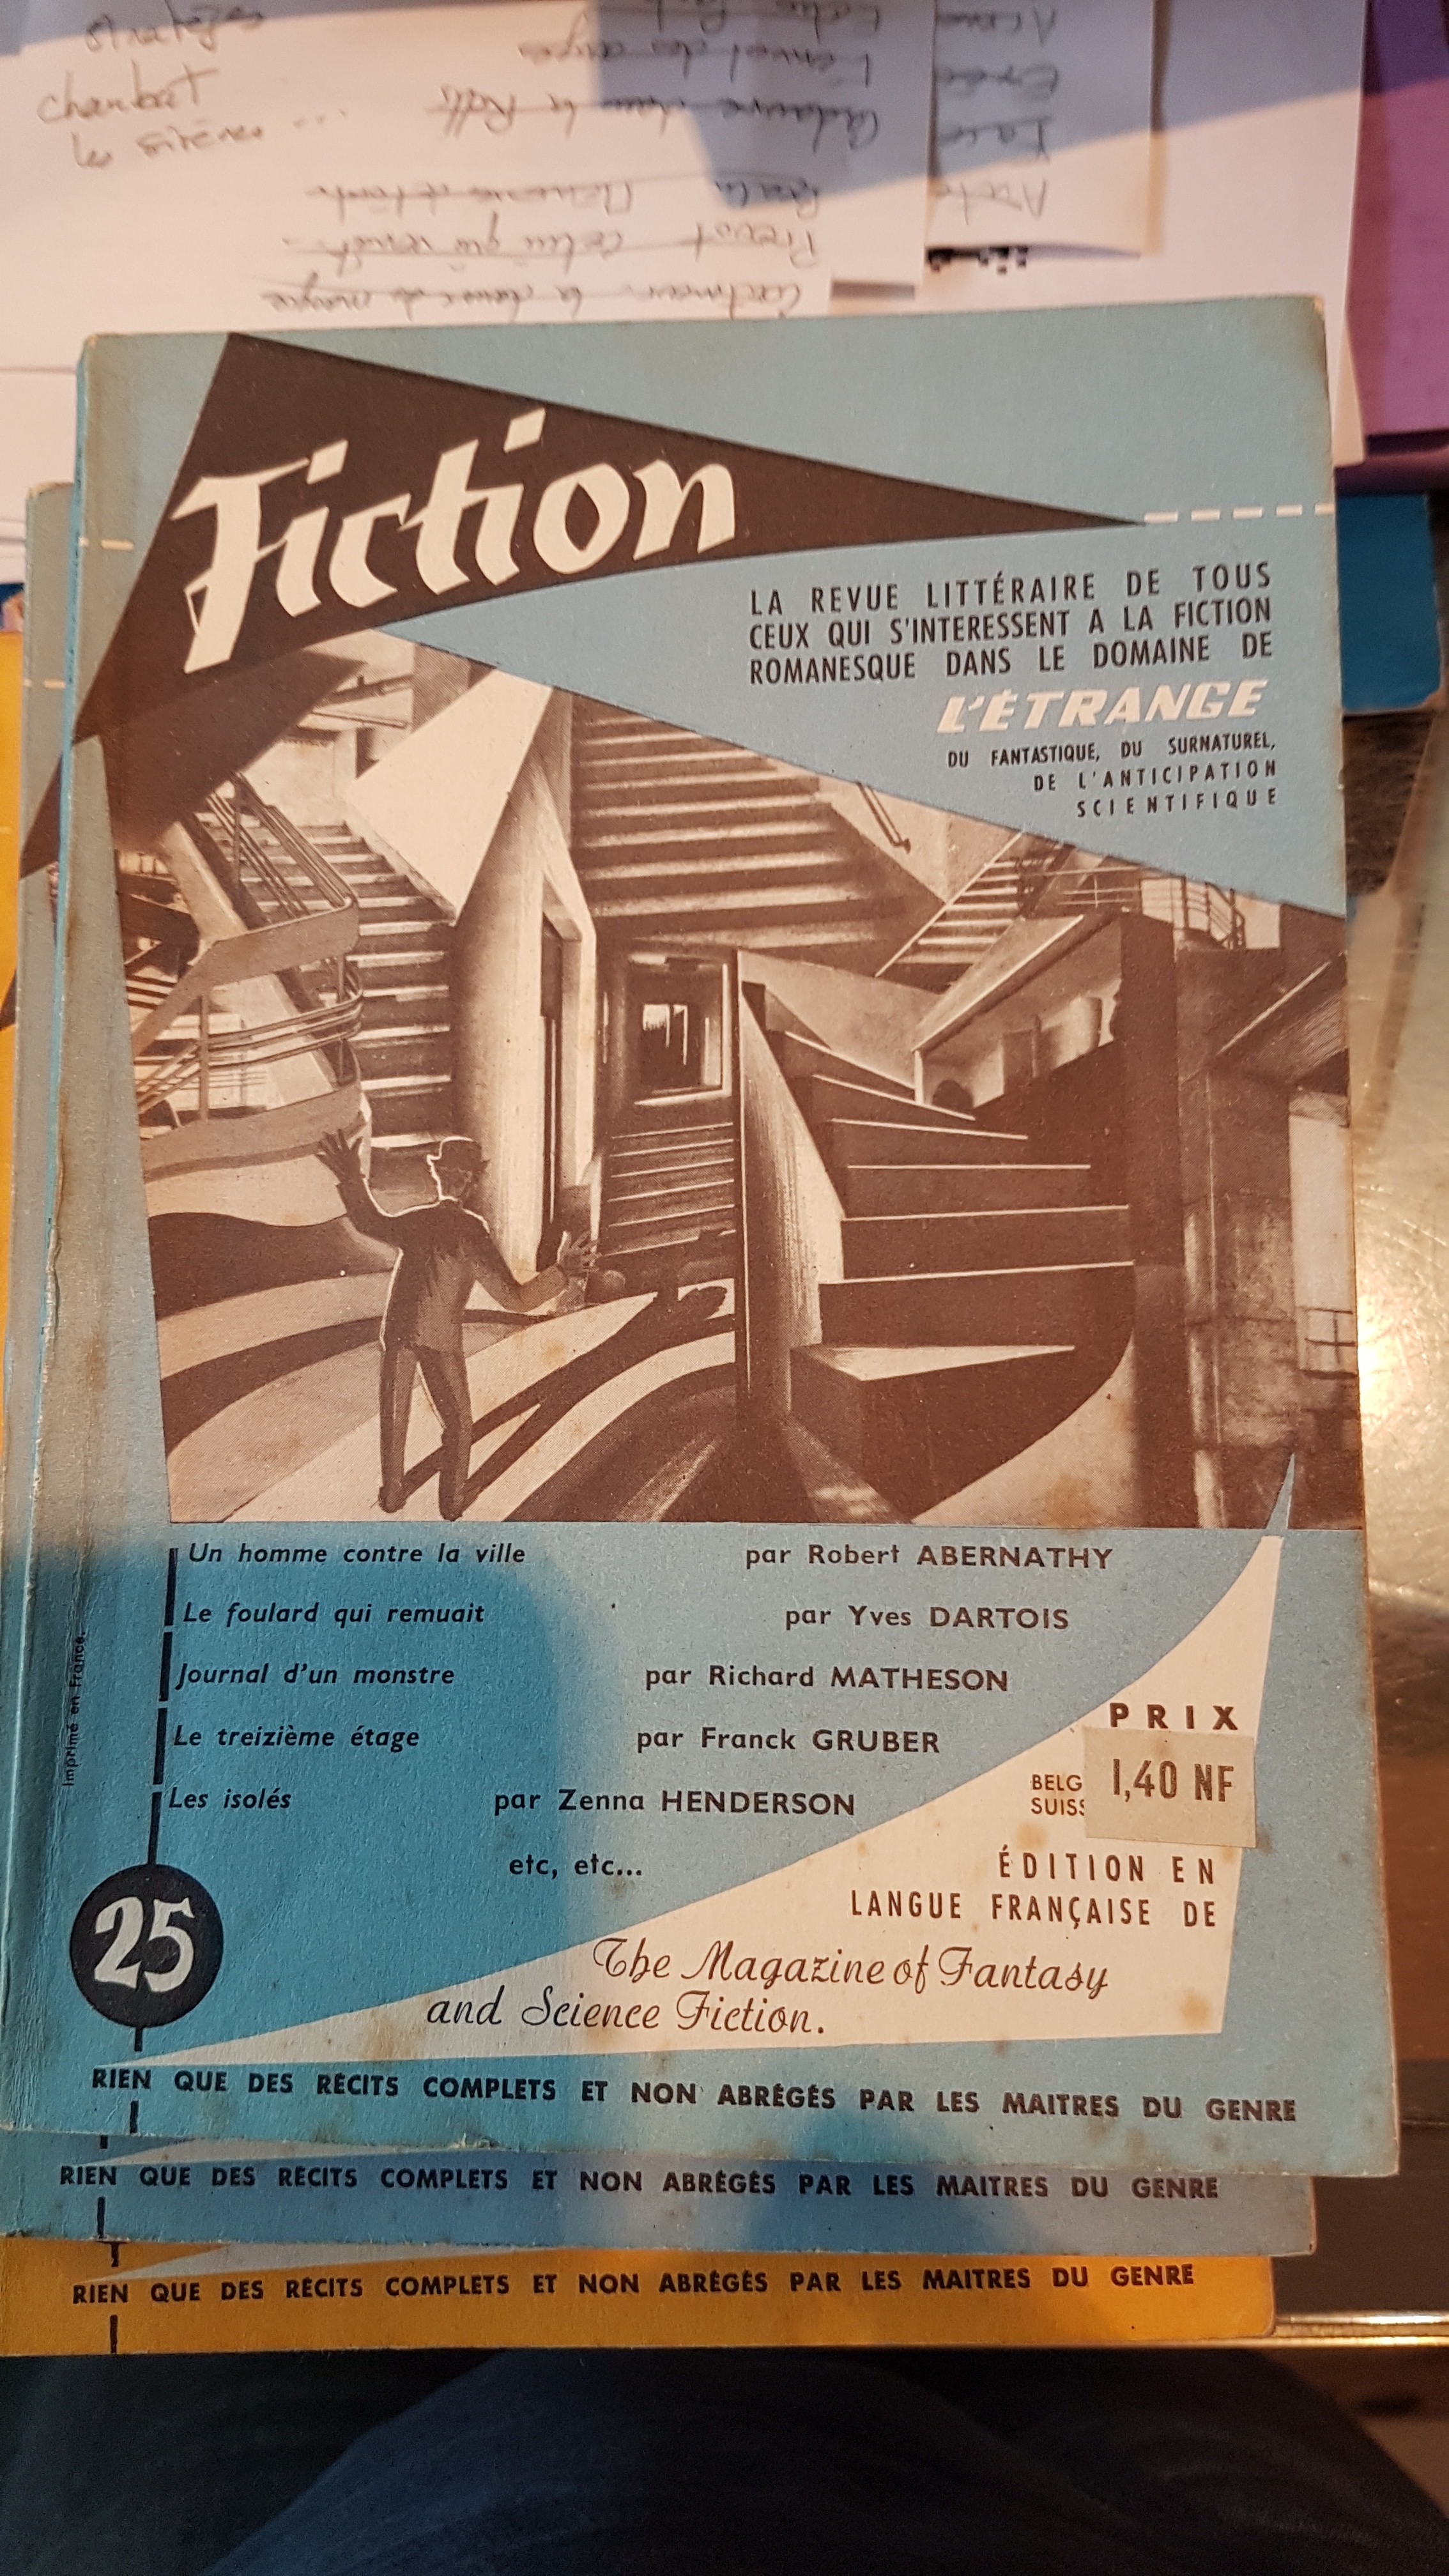 stratèges
chambat
les sirènes ...
Fiction
LA REVUE LITTÉRAIRE DE TOUS
CEUX QUI S'INTERESSENT A LA FICTION
ROMANESQUE DANS LE DOMAINE DE
L'ÉTRANGE
DU FANTASTIQUE, DU SURNATUREL,
DE L'ANTICIPATION
SCIENTIFIQUE
Un homme contre la ville par Robert ABERNATHY
Le foulard qui remuait par Yves DARTOIS
Journal d'un monstre par Richard MATHESON
Le treizième étage par Franck GRUBER
Les isolés par Zenna HENDERSON
etc, etc...
Imprimé en France.
25
PRIX
1,40 NF
BELG
SUISS
ÉDITION EN
LANGUE FRANÇAISE DE
The Magazine of Fantasy
and Science Fiction.
RIEN QUE DES RÉCITS COMPLETS ET NON ABRÉGÉS PAR LES MAITRES DU GENRE
RIEN QUE DES RÉCITS COMPLETS ET NON ABRÉGÉS PAR LES MAITRES DU GENRE
RIEN QUE DES RÉCITS COMPLETS ET NON ABRÉGÉS PAR LES MAITRES DU GENRE